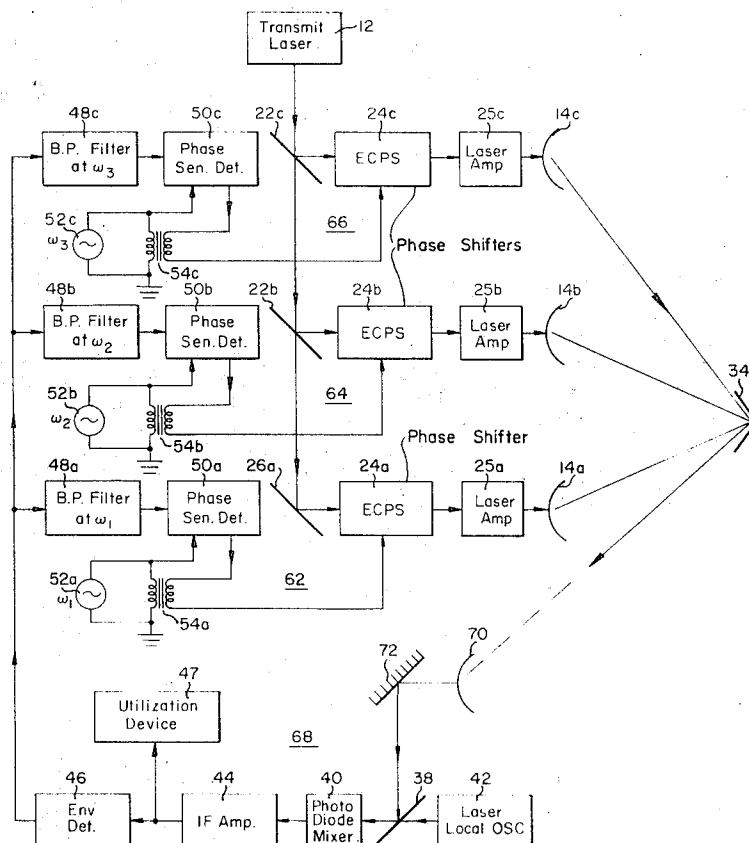 Transmit
Laser
12
48c
50c
22c
24c
25c
14c
B.P. Filter
at ω3
Phase
Sen. Det.
ECPS
Laser
Amp
52c
ω3
54c
66
Phase Shifters
48b
50b
22b
24b
25b
14b
B.P. Filter
at ω2
Phase
Sen. Det.
ECPS
Laser
Amp
34
52b
ω2
54b
64
Phase Shifter
48a
50a
26a
24a
25a
14a
B.P. Filter
at ω1
Phase
Sen. Det.
ECPS
Laser
Amp
52a
ω1
54a
62
70
72
47
Utilization
Device
68
46
44
40
38
42
Env
Det.
IF Amp.
Photo
Diode
Mixer
Laser
Local OSC